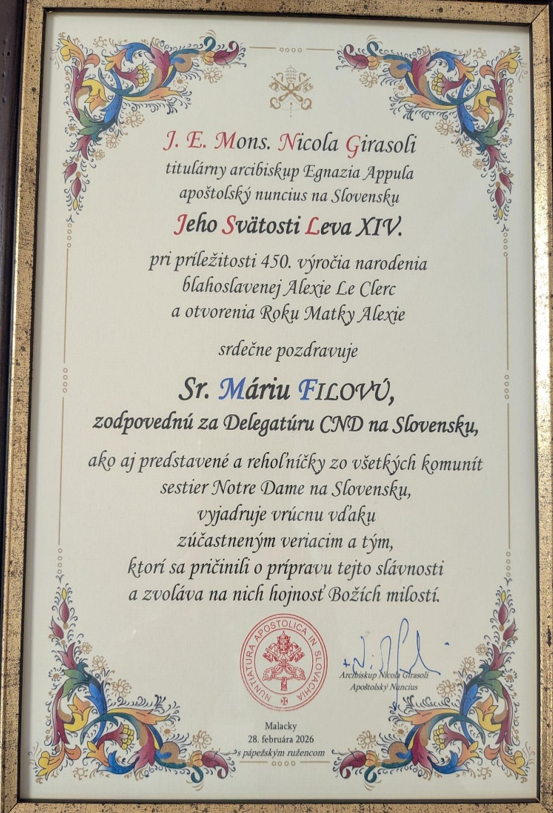 J. E. Mons. Nicola Girasoli
titulárny arcibiskup Egnazia Appula
apoštolský nuncius na Slovensku
Jeho Svätosti Leva XIV.
pri príležitosti 450. výročia narodenia
blahoslavenej Alexie Le Clerc
a otvorenia Roku Matky Alexie
srdečne pozdravuje
Sr. Máriu FILOVÚ,
zodpovednú za Delegatúru CND na Slovensku,
ako aj predstavené a rehoľníčky zo všetkých komunít
sestier Notre Dame na Slovensku,
vyjadruje vrúcnu vďaku
zúčastneným veriacim a tým,
ktorí sa pričinili o prípravu tejto slávnosti
a zvoláva na nich hojnosť Božích milostí.
NUNTIATURA APOSTOLICA IN SLOVACHIA
Arcibiskup Nicola Girasoli
Apoštolský Nuncius
Malacky
28. februára 2026
s pápežským ružencom